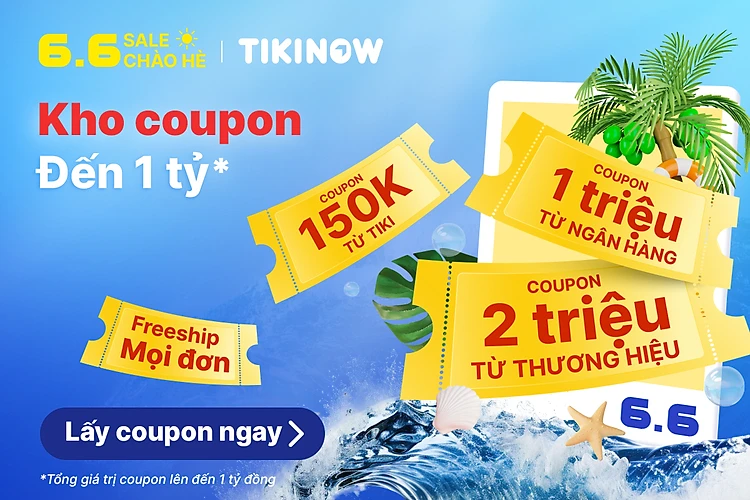 6.6 SALE
CHÀO HÈ
TIKINOW
Kho coupon
Đến 1 tỷ*
COUPON
150K
TỪ TIKI
COUPON
1 triệu
TỪ NGÂN HÀNG
COUPON
2 triệu
TỪ THƯƠNG HIỆU
Freeship
Mọi đơn
6.6
Lấy coupon ngay
*Tổng giá trị coupon lên đến 1 tỷ đồng